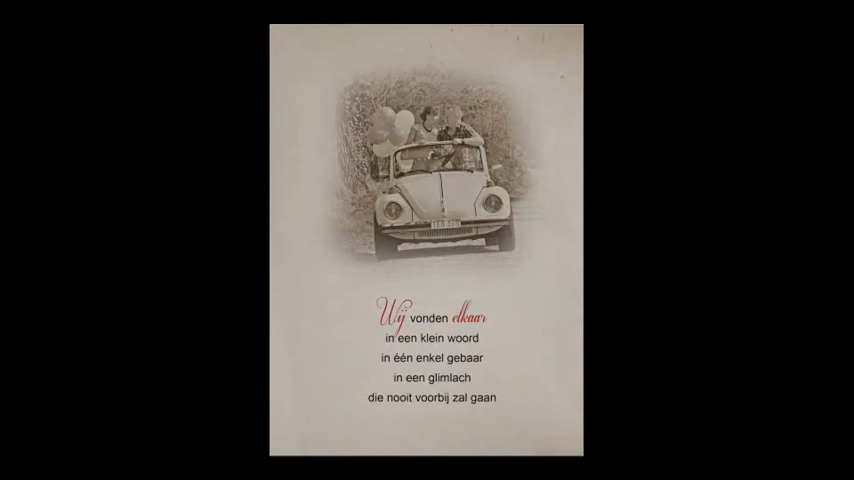 Wij vonden elkaar
in een klein woord
in één enkel gebaar
in een glimlach
die nooit voorbij zal gaan